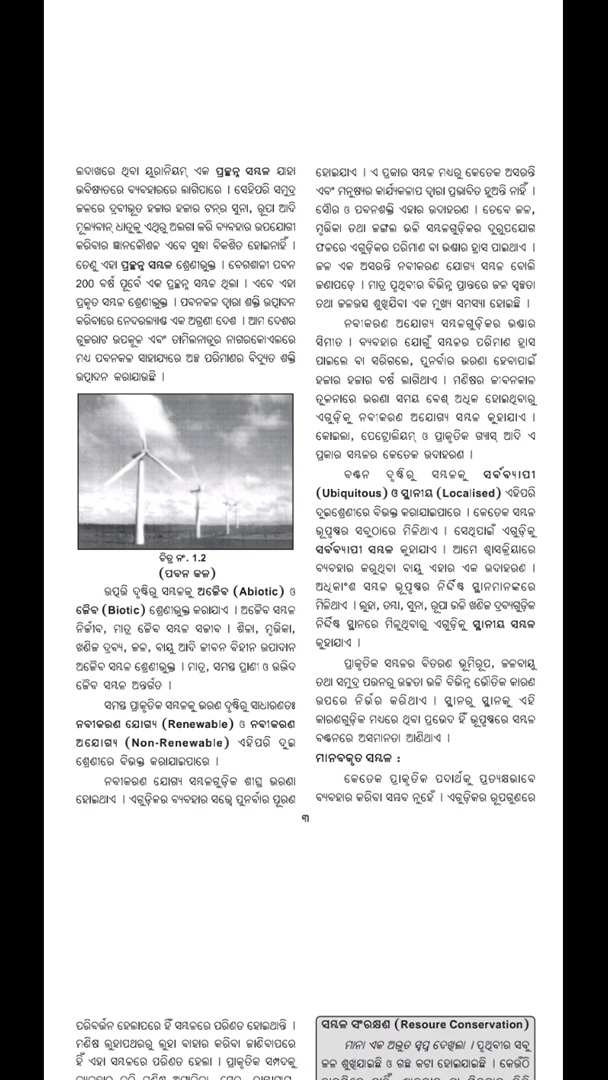 ଲଦାଖରେ ଥିବା ୟୁରାନିୟମ୍ ଏକ ପ୍ରଚ୍ଛନ୍ନ ସମ୍ବଳ ଯାହା
ଭବିଷ୍ୟତରେ ବ୍ୟବହାରରେ ଲାଗିପାରେ । ସେହିପରି ସମୁଦ୍ର
ଜଳରେ ଦ୍ରବୀଭୂତ ହଜାର ହଜାର ଟନ୍‌ର ସୁନା, ରୂପା ଆଦି
ମୂଲ୍ୟବାନ୍ ଧାତୁକୁ ଏଥିରୁ ଅଲଗା କରି ବ୍ୟବହାର ଉପଯୋଗୀ
କରିବାର ଜ୍ଞାନକୌଶଳ ଏବେ ସୁଦ୍ଧା ବିକଶିତ ହୋଇନାହିଁ ।
ତେଣୁ ଏହା ପ୍ରଚ୍ଛନ୍ନ ସମ୍ବଳ ଶ୍ରେଣୀଭୁକ୍ତ । ବେଗଶାଳୀ ପବନ
200 ବର୍ଷ ପୂର୍ବେ ଏକ ପ୍ରଚ୍ଛନ୍ନ ସମ୍ବଳ ଥିଲା । ଏବେ ଏହା
ପ୍ରକୃତ ସମ୍ବଳ ଶ୍ରେଣୀଭୁକ୍ତ । ପବନକଳ ଦ୍ୱାରା ଶକ୍ତି ଉତ୍ପାଦନ
କରିବାରେ ନେଦରଲ୍ୟାଣ୍ଡ ଏକ ଅଗ୍ରଣୀ ଦେଶ । ଆମ ଦେଶର
ଗୁଜରାଟ ଉପକୂଳ ଏବଂ ତାମିଲନାଡୁର ନାଗରକୋଏଲରେ
ମଧ୍ୟ ପବନକଳ ସାହାଯ୍ୟରେ ଅଳ୍ପ ପରିମାଣର ବିଦ୍ୟୁତ ଶକ୍ତି
ଉତ୍ପାଦନ କରାଯାଉଛି ।
ଚିତ୍ର ନଂ. 1.2
(ପବନ କଳ)
ଉତ୍ପତ୍ତି ଦୃଷ୍ଟିରୁ ସମ୍ବଳକୁ ଅଜୈବ (Abiotic) ଓ
ଜୈବ (Biotic) ଶ୍ରେଣୀଭୁକ୍ତ କରାଯାଏ । ଅଜୈବ ସମ୍ବଳ
ନିର୍ଜୀବ, ମାତ୍ର ଜୈବ ସମ୍ବଳ ସଜୀବ । ଶିଳା, ମୃତ୍ତିକା,
ଖଣିଜ ଦ୍ରବ୍ୟ, ଜଳ, ବାୟୁ ଆଦି ଜୀବନ ବିହୀନ ଉପାଦାନ
ଅଜୈବ ସମ୍ବଳ ଶ୍ରେଣୀଭୁକ୍ତ । ମାତ୍ର, ସମସ୍ତ ପ୍ରାଣୀ ଓ ଉଦ୍ଭିଦ
ଜୈବ ସମ୍ବଳ ଅନ୍ତର୍ଗତ ।
ସମସ୍ତ ପ୍ରାକୃତିକ ସମ୍ବଳକୁ ଭରଣ ଦୃଷ୍ଟିରୁ ସାଧାରଣତଃ
ନବୀକରଣ ଯୋଗ୍ୟ (Renewable) ଓ ନବୀକରଣ
ଅଯୋଗ୍ୟ (Non-Renewable) ଏହିପରି ଦୁଇ
ଶ୍ରେଣୀରେ ବିଭକ୍ତ କରାଯାଇପାରେ ।
ନବୀକରଣ ଯୋଗ୍ୟ ସମ୍ବଳଗୁଡ଼ିକ ଶୀଘ୍ର ଭରଣା
ହୋଇଥାଏ । ଏଗୁଡ଼ିକର ବ୍ୟବହାର ସତ୍ତ୍ୱେ ପୁନର୍ବାର ପୂରଣ
ହୋଇଯାଏ । ଏ ପ୍ରକାର ସମ୍ବଳ ମଧ୍ୟରୁ କେତେକ ଅସରନ୍ତି
ଏବଂ ମନୁଷ୍ୟର କାର୍ଯ୍ୟକଳାପ ଦ୍ୱାରା ପ୍ରଭାବିତ ହୁଅନ୍ତି ନାହିଁ ।
ସୌର ଓ ପବନଶକ୍ତି ଏହାର ଉଦାହରଣ । ତେବେ ଜଳ,
ମୃତ୍ତିକା ତଥା ଜଙ୍ଗଲ ଭଳି ସମ୍ବଳଗୁଡ଼ିକର ଦୁରୁପଯୋଗ
ଫଳରେ ଏଗୁଡ଼ିକର ପରିମାଣ ବା ଭଣ୍ଡାର ହ୍ରାସ ପାଇଥାଏ ।
ଜଳ ଏକ ଅସରନ୍ତି ନବୀକରଣ ଯୋଗ୍ୟ ସମ୍ବଳ ବୋଲି
ଜଣାପଡ଼େ । ମାତ୍ର ପୃଥିବୀର ବିଭିନ୍ନ ପ୍ରାନ୍ତରେ ଜଳ ସ୍ୱଳ୍ପତା
ତଥା ଜଳଉତ୍ସ ଶୁଖିଯିବା ଏକ ମୁଖ୍ୟ ସମସ୍ୟା ହୋଇଛି ।
ନବୀକରଣ ଅଯୋଗ୍ୟ ସମ୍ବଳଗୁଡ଼ିକର ଭଣ୍ଡାର
ସିମୀତ । ବ୍ୟବହାର ଯୋଗୁଁ ସମ୍ବଳର ପରିମାଣ ହ୍ରାସ
ପାଇଲେ ବା ସରିଗଲେ, ପୁନର୍ବାର ଭରଣା ହେବାପାଇଁ
ହଜାର ହଜାର ବର୍ଷ ଲାଗିଥାଏ । ମଣିଷର ଜୀବନକାଳ
ତୁଳନାରେ ଭରଣା ସମୟ ବେଶ୍ ଅଧିକ ହୋଇଥିବାରୁ
ଏଗୁଡ଼ିକୁ ନବୀକରଣ ଅଯୋଗ୍ୟ ସମ୍ବଳ କୁହାଯାଏ ।
କୋଇଲା, ପେଟ୍ରୋଲିୟମ୍ ଓ ପ୍ରାକୃତିକ ଗ୍ୟାସ୍ ଆଦି ଏ
ପ୍ରକାର ସମ୍ବଳର କେତେକ ଉଦାହରଣ ।
ବଣ୍ଟନ ଦୃଷ୍ଟିରୁ ସମ୍ବଳକୁ ସର୍ବବ୍ୟାପୀ
(Ubiquitous) ଓ ସ୍ଥାନୀୟ (Localised) ଏହିପରି
ଦୁଇଶ୍ରେଣୀରେ ବିଭକ୍ତ କରାଯାଇପାରେ । କେତେକ ସମ୍ବଳ
ଭୂପୃଷ୍ଠର ସବୁଠାରେ ମିଳିଥାଏ । ସେଥିପାଇଁ ଏଗୁଡ଼ିକୁ
ସର୍ବବ୍ୟାପୀ ସମ୍ବଳ କୁହାଯାଏ । ଆମେ ଶ୍ୱାସକ୍ରିୟାରେ
ବ୍ୟବହାର କରୁଥିବା ବାୟୁ ଏହାର ଏକ ଉଦାହରଣ ।
ଅଧିକାଂଶ ସମ୍ବଳ ଭୂପୃଷ୍ଠର ନିର୍ଦ୍ଦିଷ୍ଟ ସ୍ଥାନମାନଙ୍କରେ
ମିଳିଥାଏ । ଲୁହା, ତମ୍ବା, ସୁନା, ରୂପା ଭଳି ଖଣିଜ ଦ୍ରବ୍ୟଗୁଡ଼ିକ
ନିର୍ଦ୍ଦିଷ୍ଟ ସ୍ଥାନରେ ମିଳୁଥିବାରୁ ଏଗୁଡ଼ିକୁ ସ୍ଥାନୀୟ ସମ୍ବଳ
କୁହାଯାଏ ।
ପ୍ରାକୃତିକ ସମ୍ବଳର ବିତରଣ ଭୂମିରୂପ, ଜଳବାୟୁ
ତଥା ସମୁଦ୍ର ପତ୍ତନରୁ ଉଚ୍ଚତା ଭଳି ବିଭିନ୍ନ ଭୌତିକ କାରଣ
ଉପରେ ନିର୍ଭର କରିଥାଏ । ସ୍ଥାନରୁ ସ୍ଥାନକୁ ଏହି
କାରଣଗୁଡ଼ିକ ମଧ୍ୟରେ ଥିବା ପ୍ରଭେଦ ହିଁ ଭୂପୃଷ୍ଠରେ ସମ୍ବଳ
ବଣ୍ଟନରେ ଅସମାନତା ଆଣିଥାଏ ।
ମାନବକୃତ ସମ୍ବଳ :
କେତେକ ପ୍ରାକୃତିକ ପଦାର୍ଥକୁ ପ୍ରତ୍ୟକ୍ଷଭାବେ
ବ୍ୟବହାର କରିବା ସମ୍ଭବ ନୁହେଁ । ଏଗୁଡ଼ିକର ରୂପଗୁଣରେ
୩
ପରିବର୍ତ୍ତନ ହେଲାପରେ ହିଁ ସମ୍ବଳରେ ପରିଣତ ହୋଇଥାନ୍ତି ।
ମଣିଷ ଲୁହାପଥରରୁ ଲୁହା ବାହାର କରିବା ଜାଣିବାପରେ
ହିଁ ଏହା ସମ୍ବଳରେ ପରିଣତ ହେଲା । ପ୍ରାକୃତିକ ସମ୍ପଦକୁ
ସମ୍ବଳ ସଂରକ୍ଷଣ (Resoure Conservation)
ମୀନା ଏକ ଅଦ୍ଭୁତ ସ୍ୱପ୍ନ ଦେଖିଲା । ପୃଥିବୀର ସବୁ
ଜଳ ଶୁଖିଯାଇଛି ଓ ଗଛ କଟା ହୋଇଯାଇଛି । କେଉଁଠି